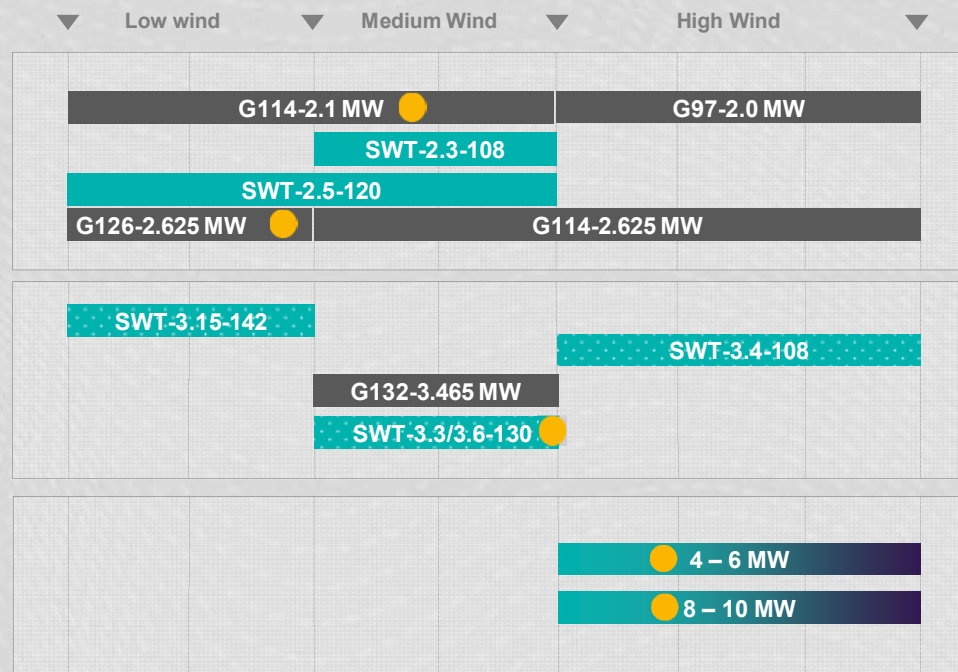 Low wind Medium Wind High Wind
G114-2.1 MW G97-2.0 MW
SWT-2.3-108
SWT-2.5-120
G126-2.625 MW G114-2.625 MW
SWT-3.15-142
SWT-3.4-108
G132-3.465 MW
SWT-3.3/3.6-130
4 – 6 MW
8 – 10 MW